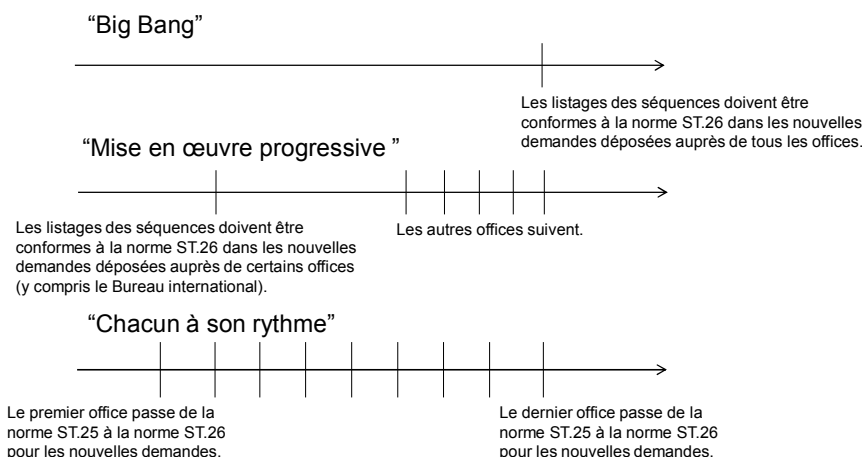 “Big Bang”
Les listages des séquences doivent être
conformes à la norme ST.26 dans les nouvelles
demandes déposées auprès de tous les offices.
“Mise en œuvre progressive ”
Les listages des séquences doivent être
conformes à la norme ST.26 dans les nouvelles
demandes déposées auprès de certains offices
(y compris le Bureau international).
Les autres offices suivent.
“Chacun à son rythme”
Le premier office passe de la
norme ST.25 à la norme ST.26
pour les nouvelles demandes.
Le dernier office passe de la
norme ST.25 à la norme ST.26
pour les nouvelles demandes.